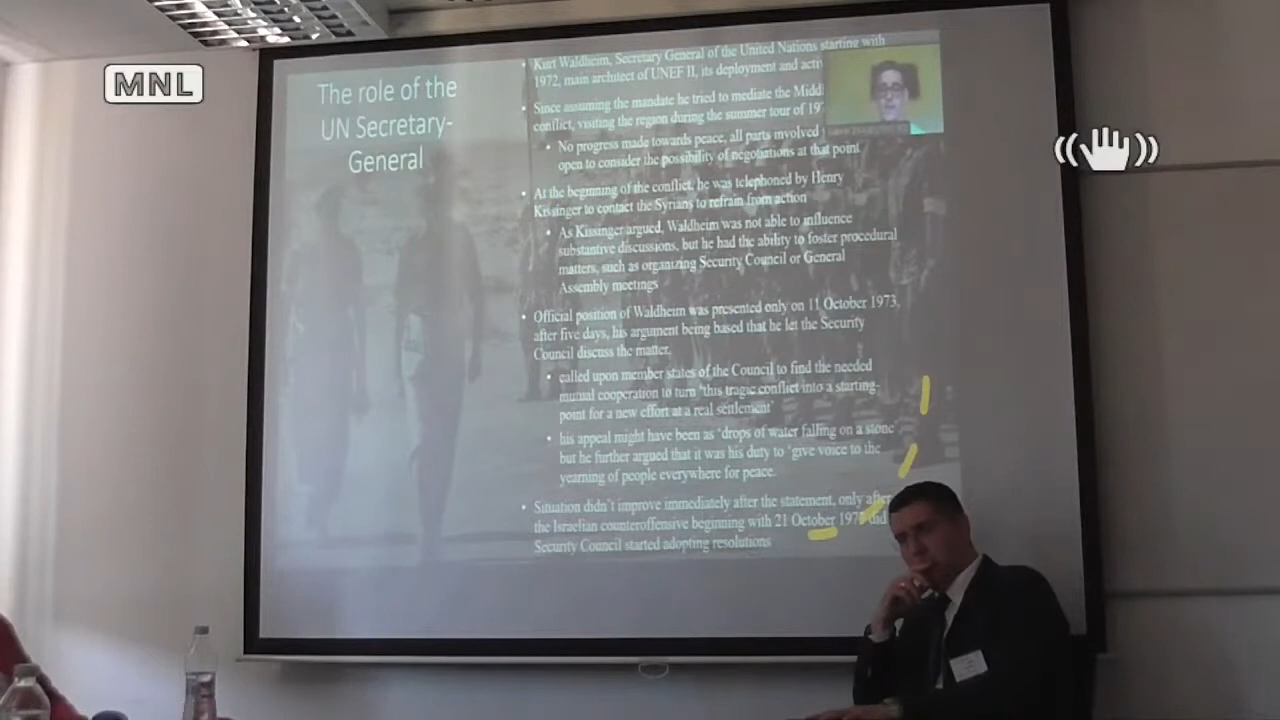 MNL
The role of the
UN Secretary-
General
Kurt Waldheim, Secretary General of the United Nations starting with
1972, main architect of UNEF II, its deployment and
Since assuming the mandate he tried to mediate the
conflict, visiting the region during the summer tour of
No progress made towards peace, all parts involved
open to consider the possibility of negotiations at that point
At the beginning of the conflict, he was telephoned by Henry
Kissinger to contact the Syrians to refrain from action
As Kissinger argued, Waldheim was not able to influence
substantive discussions, but he had the ability to foster procedural
matters, such as organizing Security Council or General
Assembly meetings
Official position of Waldheim was presented only on 11 October 1973,
after five days, his argument being based that he let the Security
Council discuss the matter.
called upon member states of the Council to find the needed
mutual cooperation to turn 'this tragic conflict into a starting-
point for a new effort at a real settlement'
his appeal might have been as 'drops of water falling on a stone'
but he further argued that it was his duty to 'give voice to the
yearning of people everywhere for peace.
Situation didn't improve immediately after the statement, only after
the Israelian counteroffensive beginning with 21 October did
Security Council started adopting resolutions